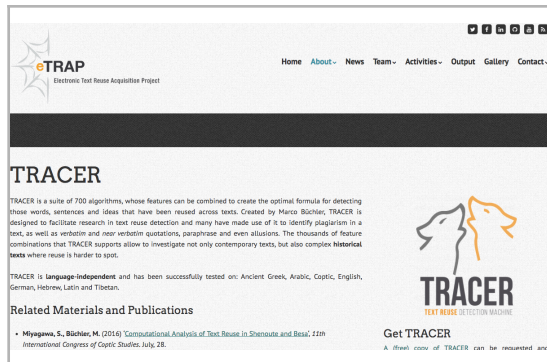 eTRAP
Electronic Text Reuse Acquisition Project
Home About News Team Activities Output Gallery Contact
TRACER
TRACER is a suite of 700 algorithms, whose features can be combined to create the optimal formula for detecting
those words, sentences and ideas that have been reused across texts. Created by Marco Büchler, TRACER is
designed to facilitate research in text reuse detection and many have made use of it to identify plagiarism in a
text, as well as verbatim and near verbatim quotations, paraphrase and even allusions. The thousands of feature
combinations that TRACER supports allow to investigate not only contemporary texts, but also complex historical
texts where reuse is harder to spot.
TRACER is language-independent and has been successfully tested on: Ancient Greek, Arabic, Coptic, English,
German, Hebrew, Latin and Tibetan.
Related Materials and Publications
• Miyagawa, S., Büchler, M. (2016) 'Computational Analysis of Text Reuse in Shenoute and Besa', 11th
International Congress of Coptic Studies. July, 28.
TRACER
TEXT REUSE DETECTION MACHINE
Get TRACER
A (free) copy of TRACER can be requested and